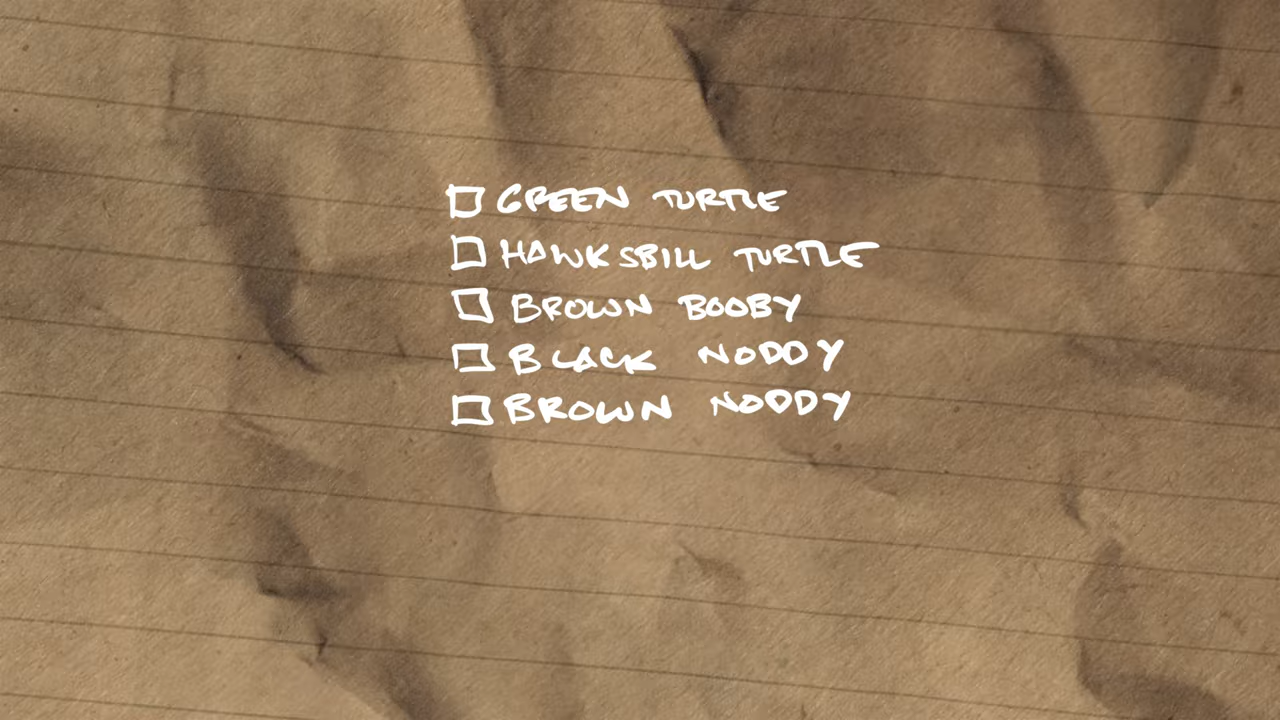 GREEN TURTLE
HAWKSBILL TURTLE
BROWN BOOBY
BLACK NODDY
BROWN NODDY